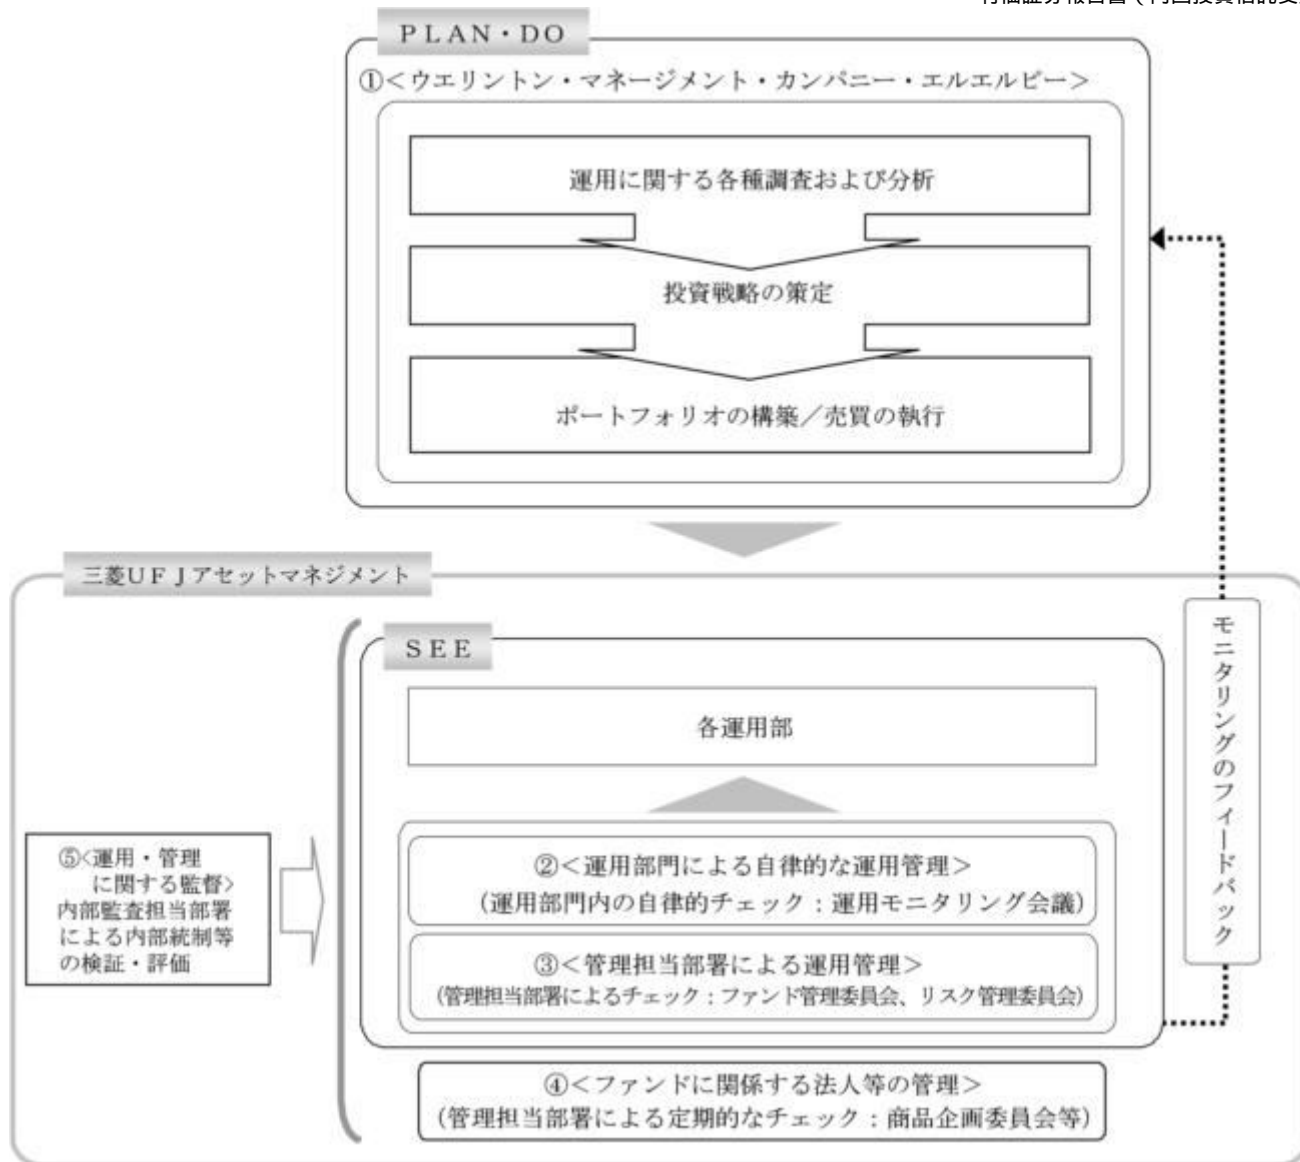 ＰＬＡＮ・ＤＯ
①＜ウエリントン・マネージメント・カンパニー・エルエルピー＞
運用に関する各種調査および分析
投資戦略の策定
ポートフォリオの構築／売買の執行
三菱ＵＦＪアセットマネジメント
ＳＥＥ
各運用部
②＜運用部門による自律的な運用管理＞
(運用部門内の自律的チェック：運用モニタリング会議)
③＜管理担当部署による運用管理＞
(管理担当部署によるチェック：ファンド管理委員会、リスク管理委員会)
④＜ファンドに関係する法人等の管理＞
(管理担当部署による定期的なチェック：商品企画委員会等)
⑤<運用・管理
に関する監督>
内部監査担当部署
による内部統制等
の検証・評価
モニタリングのフィードバック